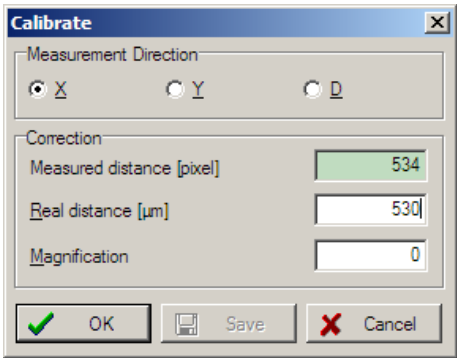 Calibrate
Measurement Direction
X Y D
Correction
Measured distance [pixel] 534
Real distance [µm] 530
Magnification 0
OK Save Cancel